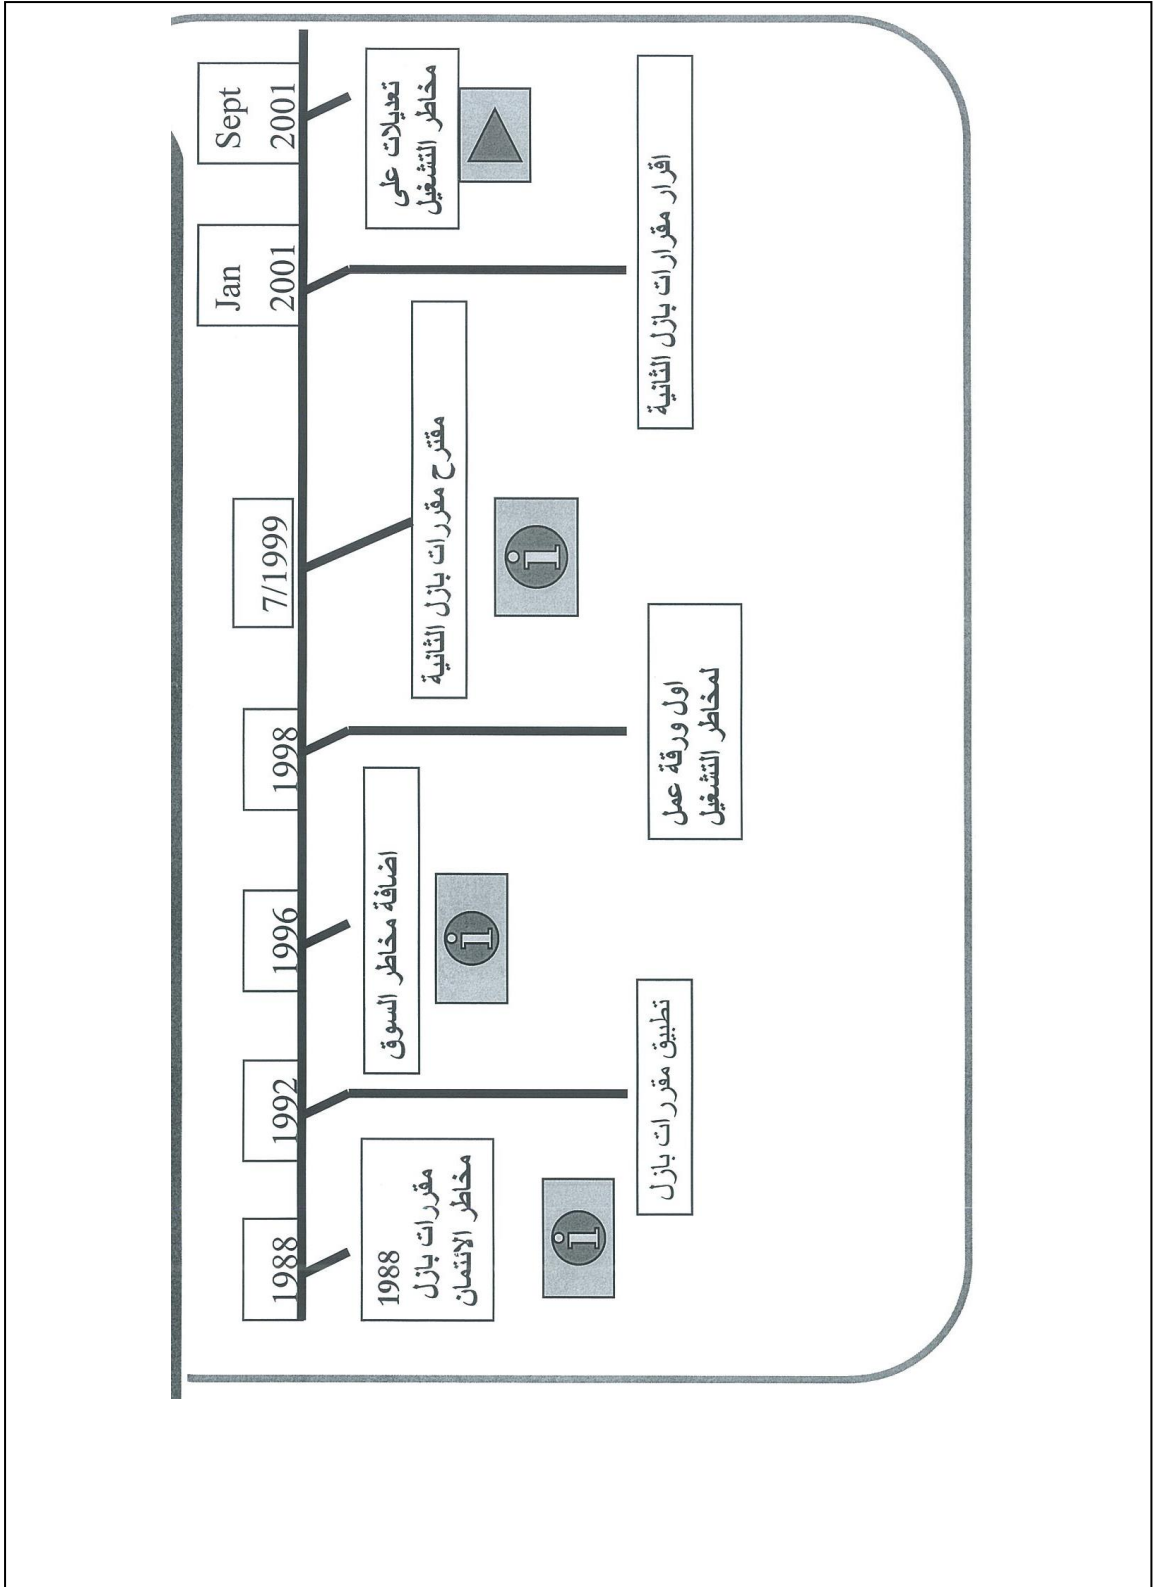 1988
1992
1996
1998
7/1999
Jan
2001
Sept
2001
1988
مقررات بازل
مخاطر الائتمان
اضافة مخاطر السوق
مقترح مقررات بازل الثانية
تعديلات على
مخاطر التشغيل
تطبيق مقررات بازل
اول ورقة عمل
لمخاطر التشغيل
اقرار مقرارات بازل الثانية